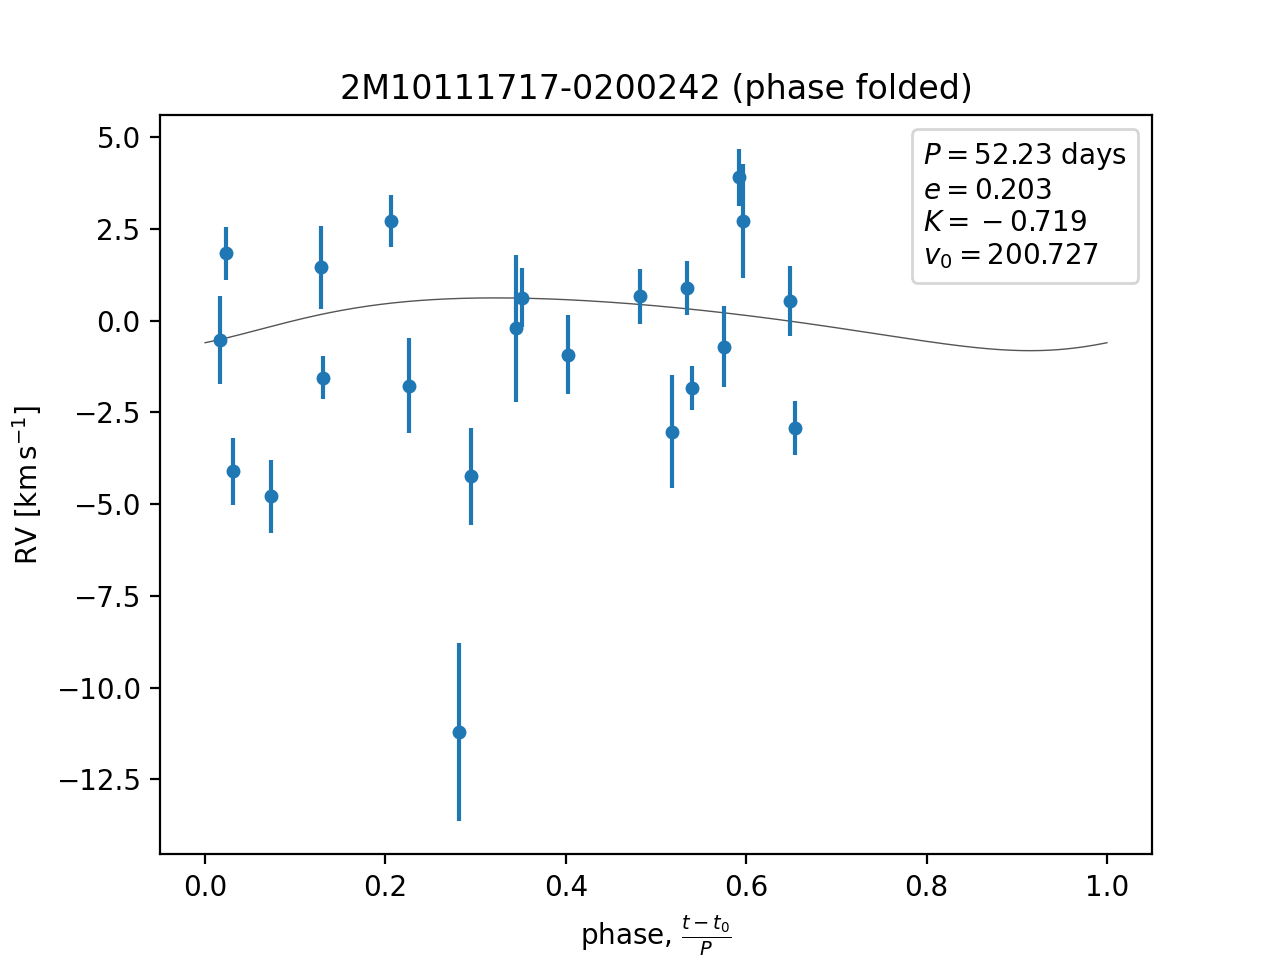 2M10111717-0200242 (phase folded)
P = 52.23 days
e = 0.203
K = −0.719
v₀ = 200.727
5.0
2.5
0.0
−2.5
−5.0
−7.5
−10.0
−12.5
RV [km s⁻¹]
0.0 0.2 0.4 0.6 0.8 1.0
phase, (t − t₀)/P